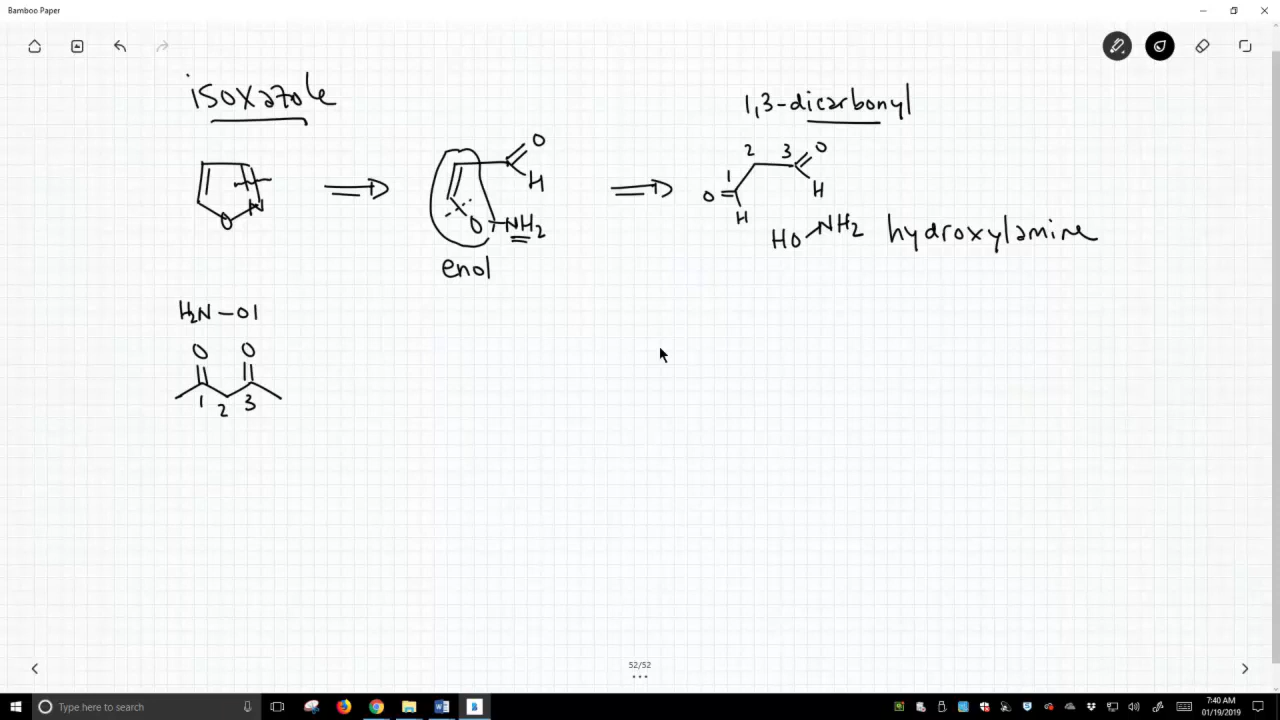 Bamboo Paper
isoxazole
1,3-dicarbonyl
O
H
O
NH2
enol
O
N
2
3
O
1
O
H
H
HO
NH2
hydroxylamine
H2N-O1
O
O
1
2
3
52/52
Type here to search
7:40 AM
01/19/2019